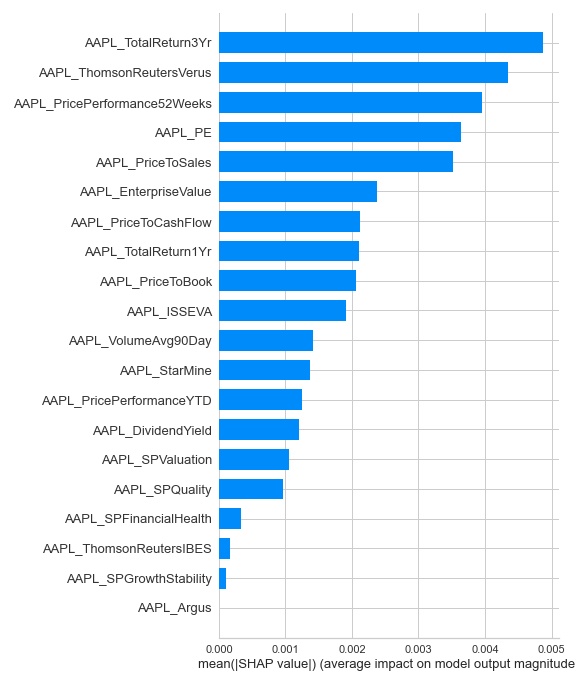 AAPL_TotalReturn3Yr
AAPL_ThomsonReutersVerus
AAPL_PricePerformance52Weeks
AAPL_PE
AAPL_PriceToSales
AAPL_EnterpriseValue
AAPL_PriceToCashFlow
AAPL_TotalReturn1Yr
AAPL_PriceToBook
AAPL_ISSEVA
AAPL_VolumeAvg90Day
AAPL_StarMine
AAPL_PricePerformanceYTD
AAPL_DividendYield
AAPL_SPValuation
AAPL_SPQuality
AAPL_SPFinancialHealth
AAPL_ThomsonReutersIBES
AAPL_SPGrowthStability
AAPL_Argus
0.000 0.001 0.002 0.003 0.004 0.005
mean(|SHAP value|) (average impact on model output magnitude